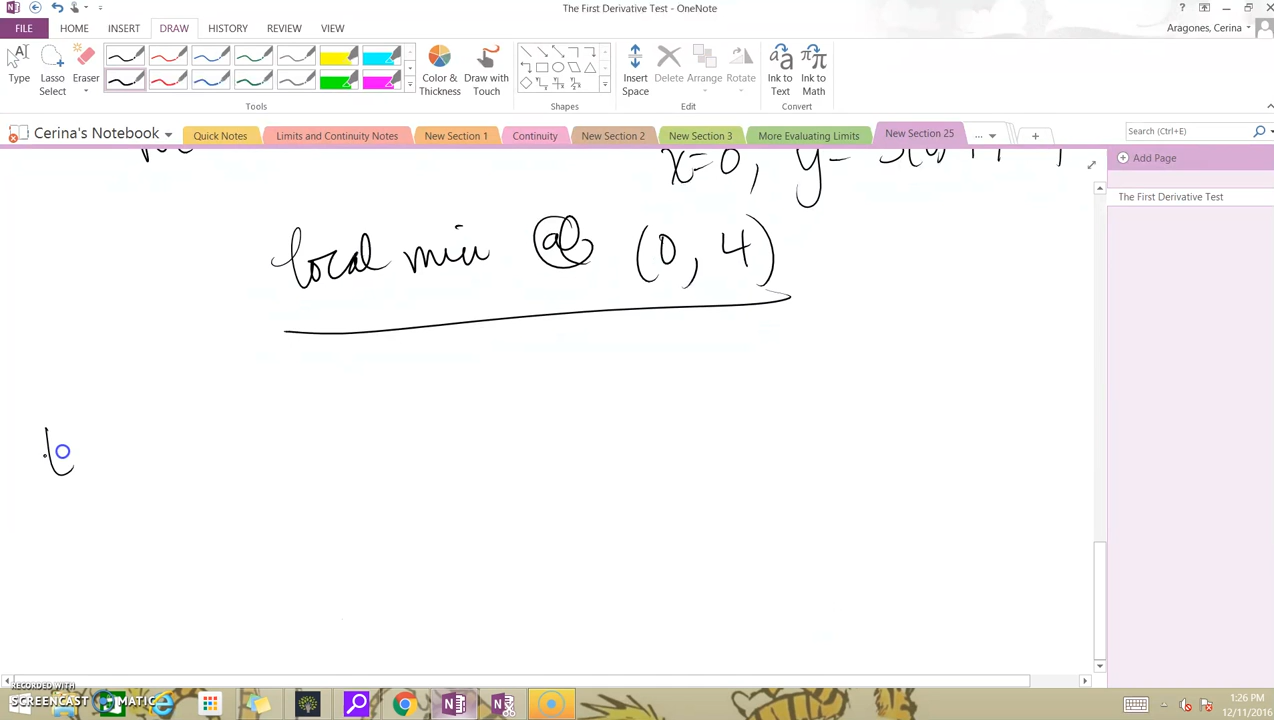 The First Derivative Test - OneNote
FILE HOME INSERT DRAW HISTORY REVIEW VIEW
Aragones, Cerina
Type Lasso Select Eraser
Color & Thickness Draw with Touch
Insert Space Delete Arrange Rotate
Ink to Text Ink to Math
Tools Shapes Edit Convert
Cerina's Notebook Quick Notes Limits and Continuity Notes New Section 1 Continuity New Section 2 New Section 3 More Evaluating Limits New Section 25 ... Search (Ctrl+E)
Add Page
The First Derivative Test
x=0, y=
local min @ (0, 4)
RECORDED WITH
SCREENCAST MATIC
1:26 PM
12/11/2016